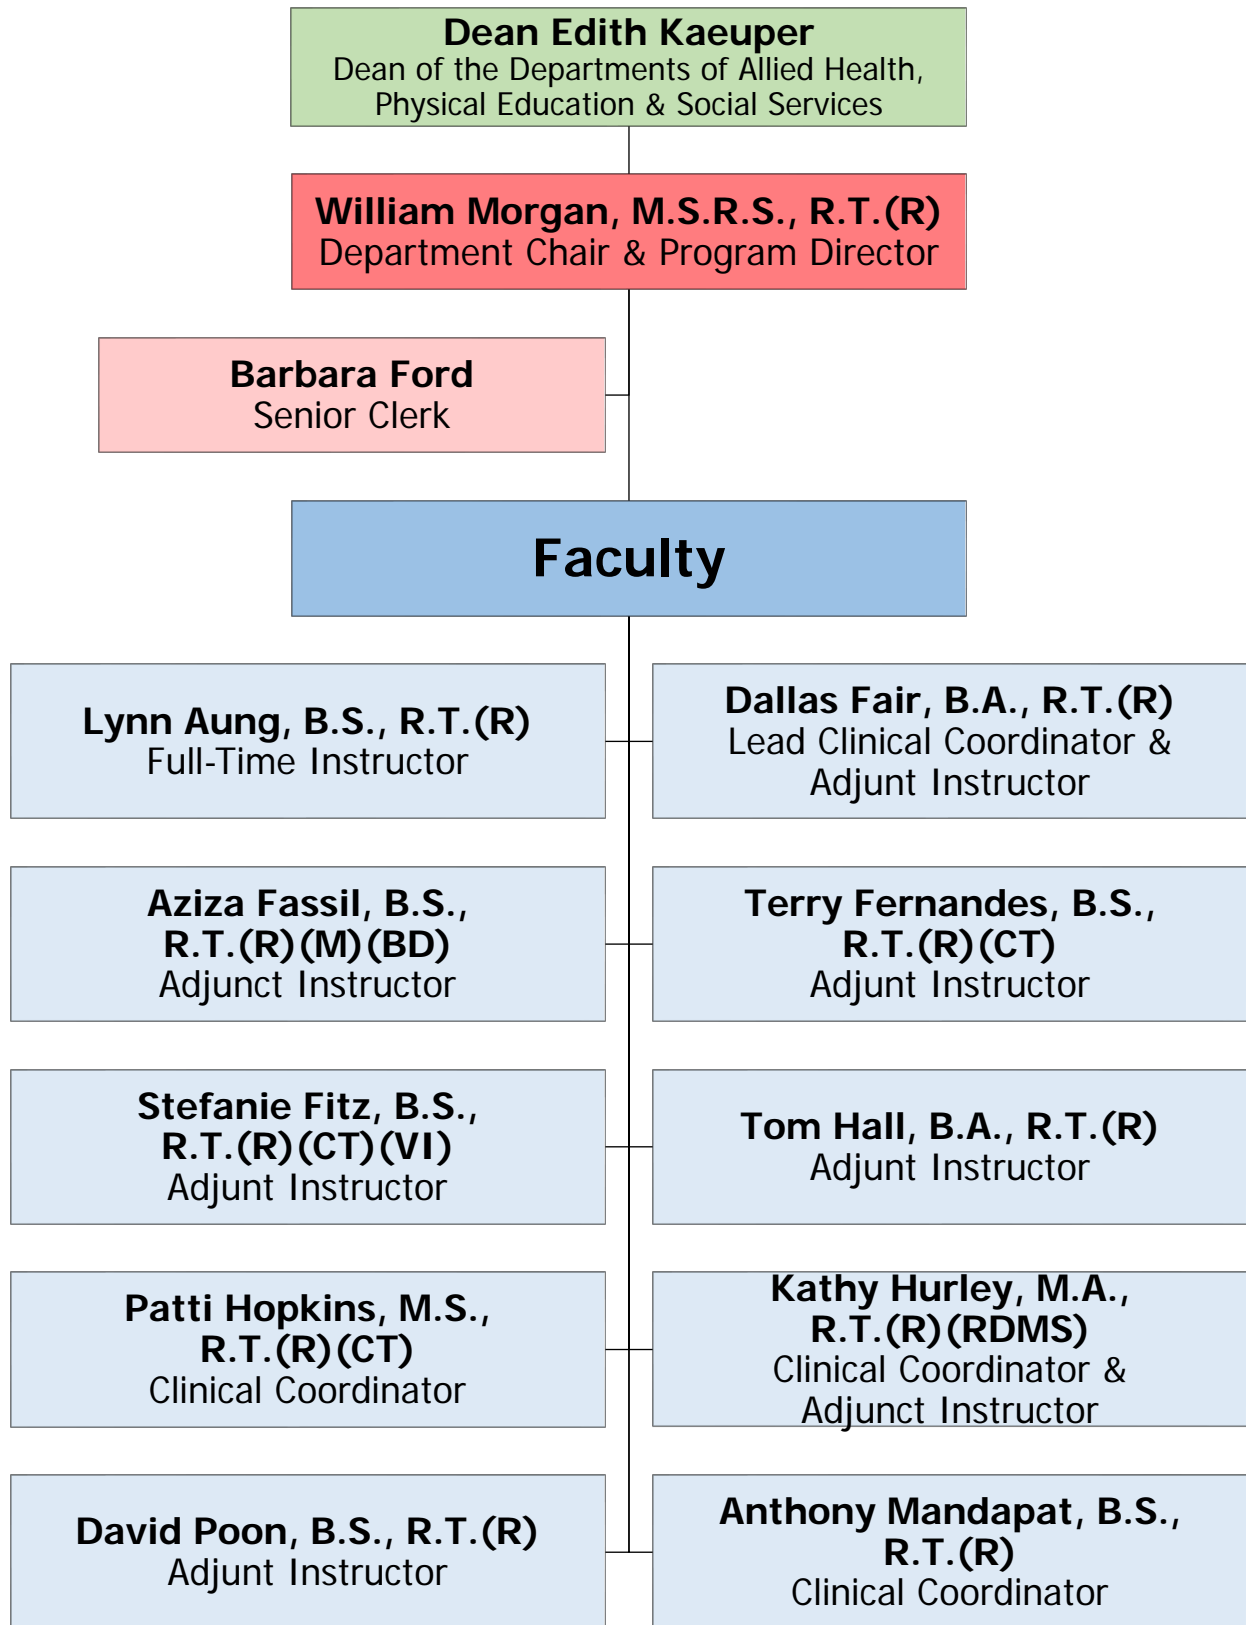 Dean Edith Kaeuper
Dean of the Departments of Allied Health,
Physical Education & Social Services
William Morgan, M.S.R.S., R.T.(R)
Department Chair & Program Director
Barbara Ford
Senior Clerk
Faculty
Lynn Aung, B.S., R.T.(R)
Full-Time Instructor
Dallas Fair, B.A., R.T.(R)
Lead Clinical Coordinator &
Adjunt Instructor
Aziza Fassil, B.S.,
R.T.(R)(M)(BD)
Adjunct Instructor
Terry Fernandes, B.S.,
R.T.(R)(CT)
Adjunt Instructor
Stefanie Fitz, B.S.,
R.T.(R)(CT)(VI)
Adjunt Instructor
Tom Hall, B.A., R.T.(R)
Adjunt Instructor
Patti Hopkins, M.S.,
R.T.(R)(CT)
Clinical Coordinator
Kathy Hurley, M.A.,
R.T.(R)(RDMS)
Clinical Coordinator &
Adjunct Instructor
David Poon, B.S., R.T.(R)
Adjunt Instructor
Anthony Mandapat, B.S.,
R.T.(R)
Clinical Coordinator